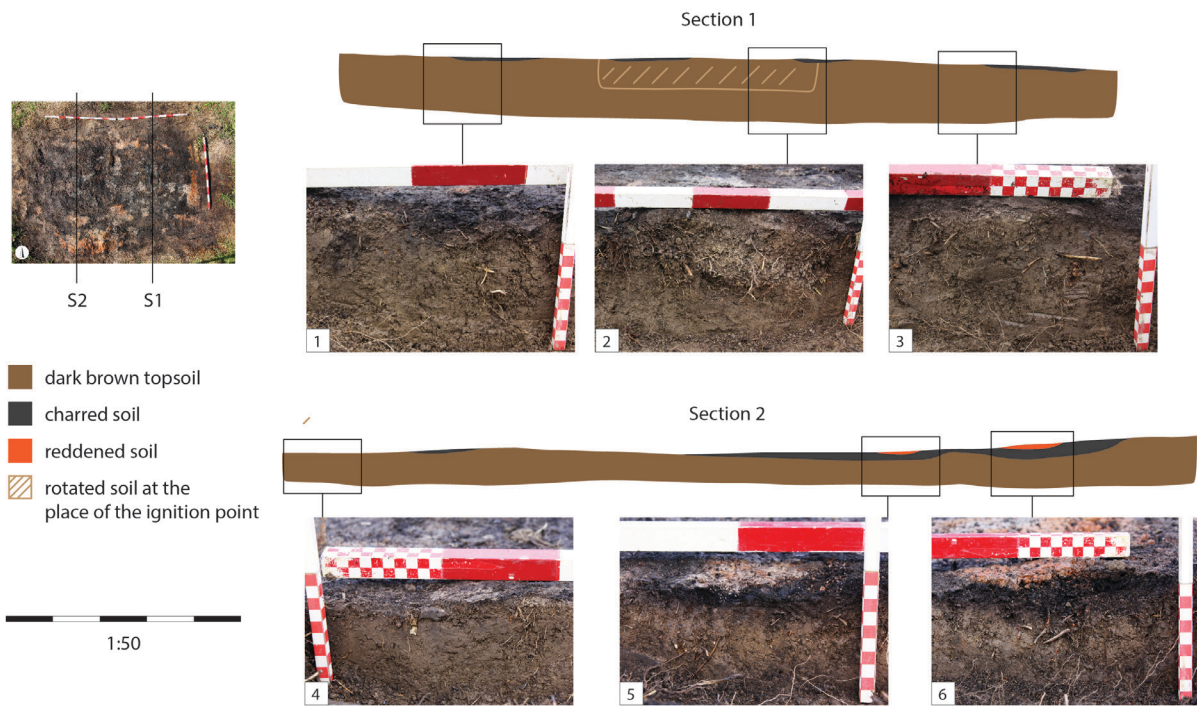 Section 1
S2
S1
1
2
3
dark brown topsoil
charred soil
reddened soil
rotated soil at the
place of the ignition point
1:50
Section 2
4
5
6